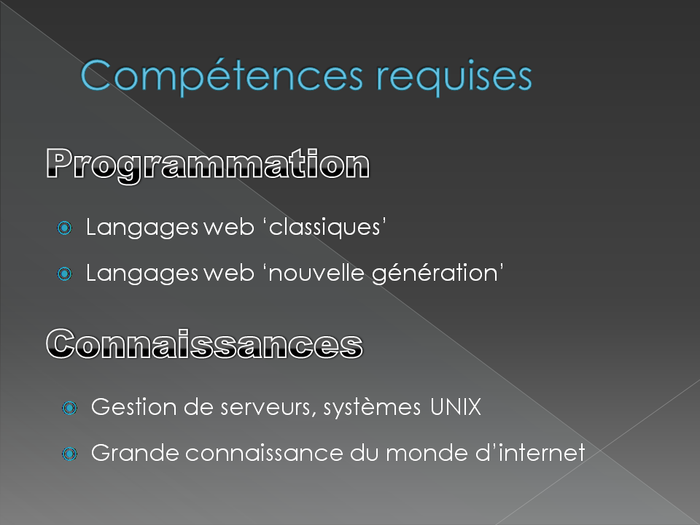 Compétences requises
Programmation
Langages web ‘classiques’
Langages web ‘nouvelle génération’
Connaissances
Gestion de serveurs, systèmes UNIX
Grande connaissance du monde d’internet